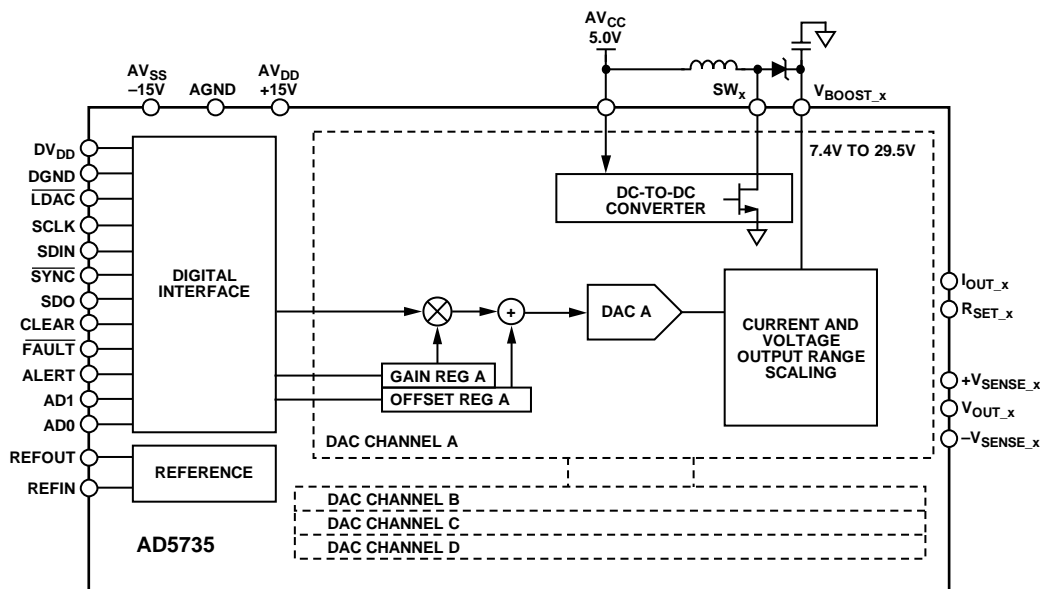 AVCC
5.0V
AVSS
–15V
AGND
AVDD
+15V
SWx
VBOOST_x
DVDD
DGND
LDAC
SCLK
SDIN
SYNC
SDO
CLEAR
FAULT
ALERT
AD1
AD0
REFOUT
REFIN
DIGITAL
INTERFACE
REFERENCE
7.4V TO 29.5V
DC-TO-DC
CONVERTER
+
DAC A
CURRENT AND
VOLTAGE
OUTPUT RANGE
SCALING
GAIN REG A
OFFSET REG A
DAC CHANNEL A
DAC CHANNEL B
DAC CHANNEL C
DAC CHANNEL D
IOUT_x
RSET_x
+VSENSE_x
VOUT_x
–VSENSE_x
AD5735